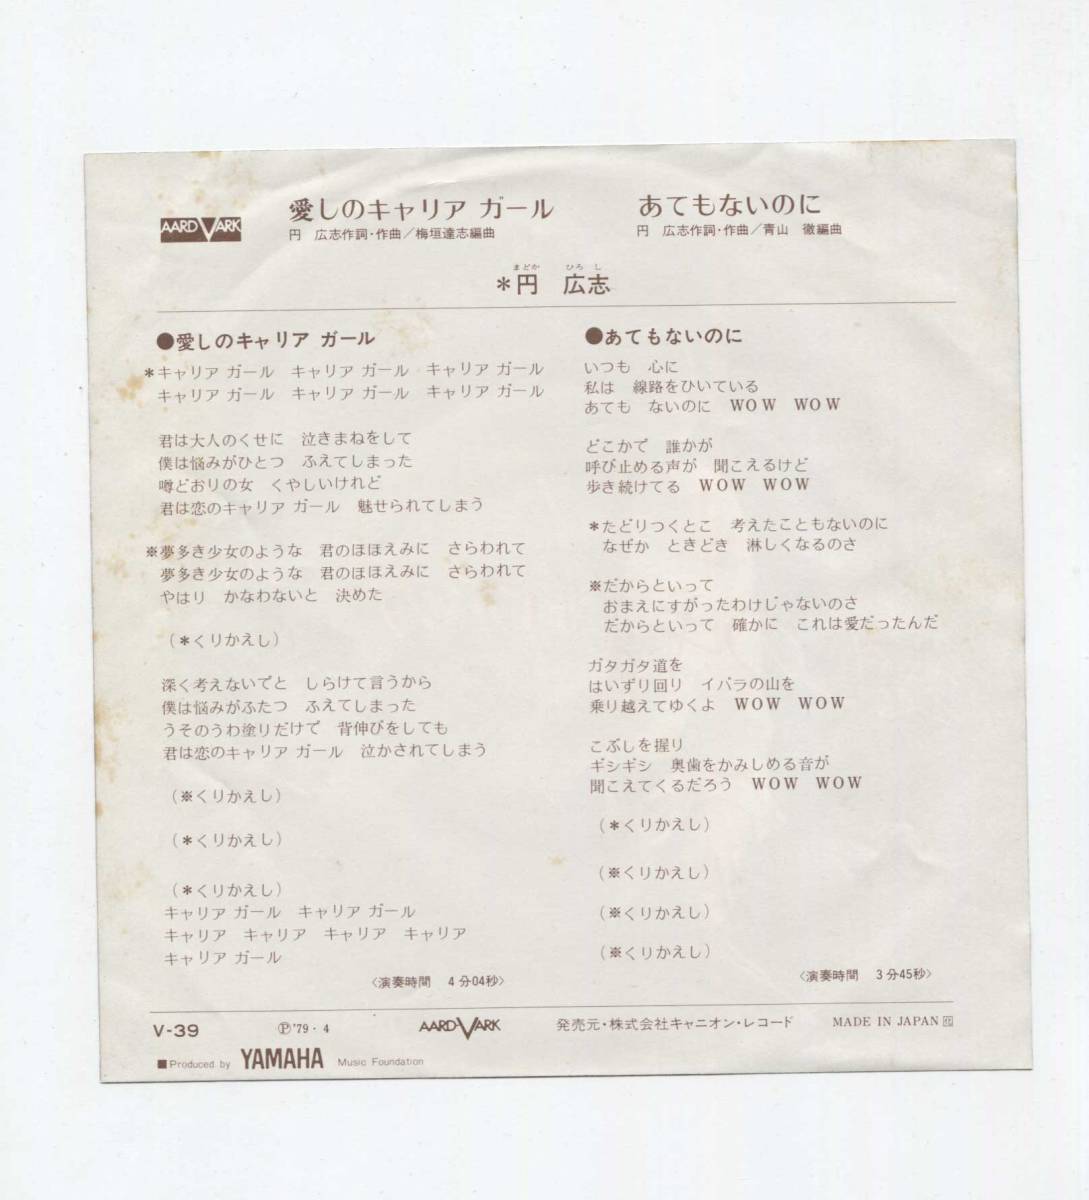 AARDVARK
愛しのキャリア ガール
円 広志作詞・作曲／梅垣達志編曲
あてもないのに
円 広志作詞・作曲／青山 徹編曲
まどか ひろし
＊円 広志
●愛しのキャリア ガール
＊キャリア ガール キャリア ガール キャリア ガール
キャリア ガール キャリア ガール キャリア ガール
君は大人のくせに 泣きまねをして
僕は悩みがひとつ ふえてしまった
噂どおりの女 くやしいけれど
君は恋のキャリア ガール 魅せられてしまう
※夢多き少女のような 君のほほえみに さらわれて
夢多き少女のような 君のほほえみに さらわれて
やはり かなわないと 決めた
（＊くりかえし）
深く考えないでと しらけて言うから
僕は悩みがふたつ ふえてしまった
うそのうわ塗りだけで 背伸びをしても
君は恋のキャリア ガール 泣かされてしまう
（※くりかえし）
（＊くりかえし）
（＊くりかえし）
キャリア ガール キャリア ガール
キャリア キャリア キャリア キャリア
キャリア ガール
〈演奏時間 4分04秒〉
●あてもないのに
いつも 心に
私は 線路をひいている
あても ないのに WOW WOW
どこかで 誰かが
呼び止める声が 聞こえるけど
歩き続けてる WOW WOW
＊たどりつくとこ 考えたこともないのに
なぜか ときどき 淋しくなるのさ
※だからといって
おまえにすがったわけじゃないのさ
だからといって 確かに これは愛だったんだ
ガタガタ道を
はいずり回り イバラの山を
乗り越えてゆくよ WOW WOW
こぶしを握り
ギシギシ 奥歯をかみしめる音が
聞こえてくるだろう WOW WOW
（＊くりかえし）
（※くりかえし）
（※くりかえし）
（※くりかえし）
〈演奏時間 3分45秒〉
V-39 Ⓟ'79・4 AARDVARK 発売元・株式会社キャニオン・レコード MADE IN JAPAN
■Produced by YAMAHA Music Foundation